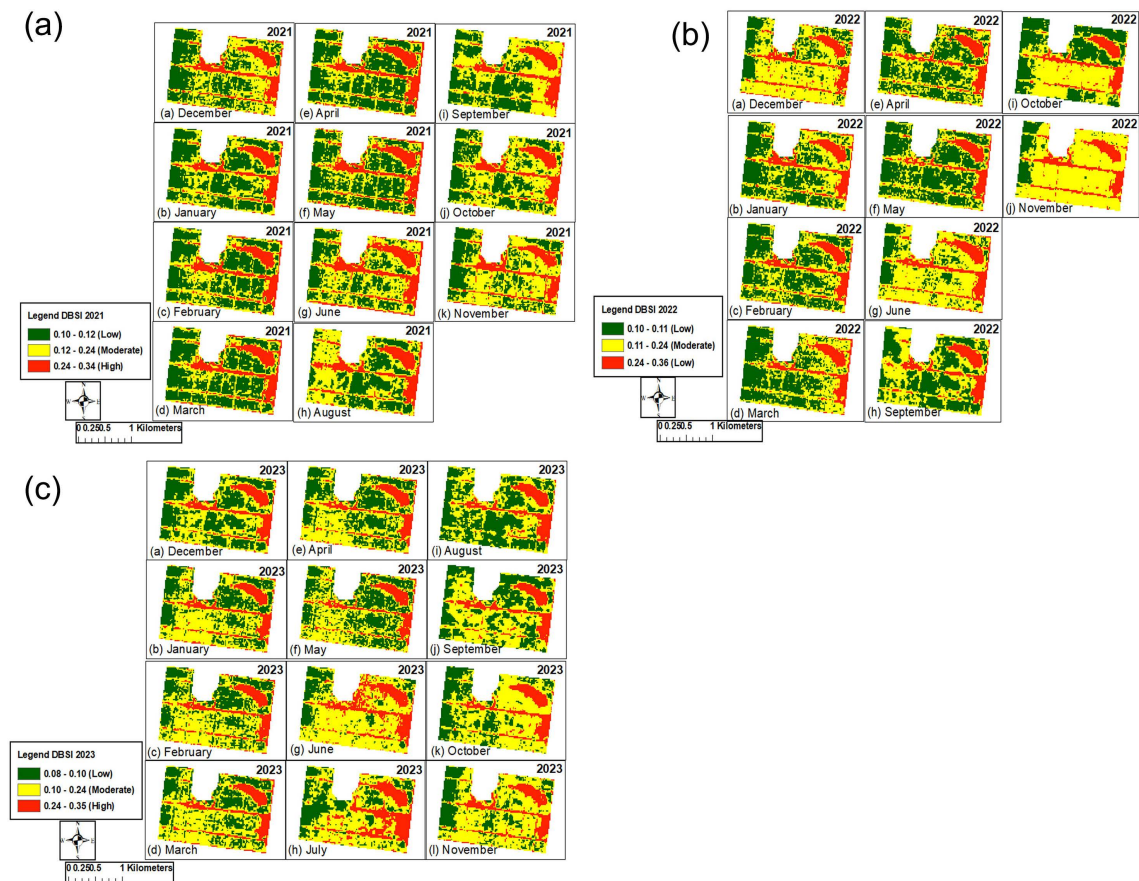 (a)
2021
2021
2021
(a) December
(e) April
(i) September
2021
2021
2021
(b) January
(f) May
(j) October
2021
2021
2021
(c) February
(g) June
(k) November
2021
2021
(d) March
(h) August
Legend DBSI 2021
0.10 - 0.12 (Low)
0.12 - 0.24 (Moderate)
0.24 - 0.34 (High)
N
W E
S
0 0.250.5 1 Kilometers
(b)
2022
2022
2022
(a) December
(e) April
(i) October
2022
2022
2022
(b) January
(f) May
(j) November
2022
2022
(c) February
(g) June
2022
2022
(d) March
(h) September
Legend DBSI 2022
0.10 - 0.11 (Low)
0.11 - 0.24 (Moderate)
0.24 - 0.36 (Low)
N
W E
S
0 0.250.5 1 Kilometers
(c)
2023
2023
2023
(a) December
(e) April
(i) August
2023
2023
2023
(b) January
(f) May
(j) September
2023
2023
2023
(c) February
(g) June
(k) October
2023
2023
2023
(d) March
(h) July
(l) November
Legend DBSI 2023
0.08 - 0.10 (Low)
0.10 - 0.24 (Moderate)
0.24 - 0.35 (High)
N
W E
S
0 0.250.5 1 Kilometers